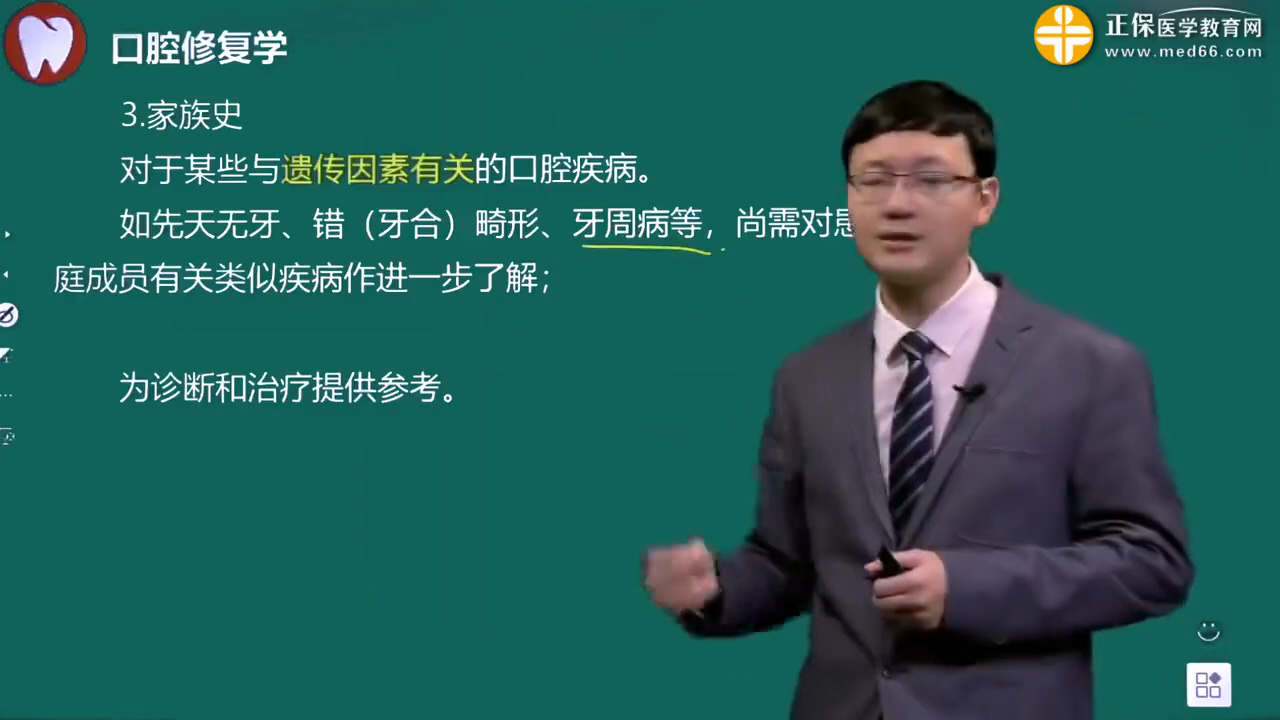 口腔修复学
正保医学教育网
www.med66.com
3.家族史
对于某些与遗传因素有关的口腔疾病。
如先天无牙、错（牙合）畸形、牙周病等，尚需对患
庭成员有关类似疾病作进一步了解；
为诊断和治疗提供参考。